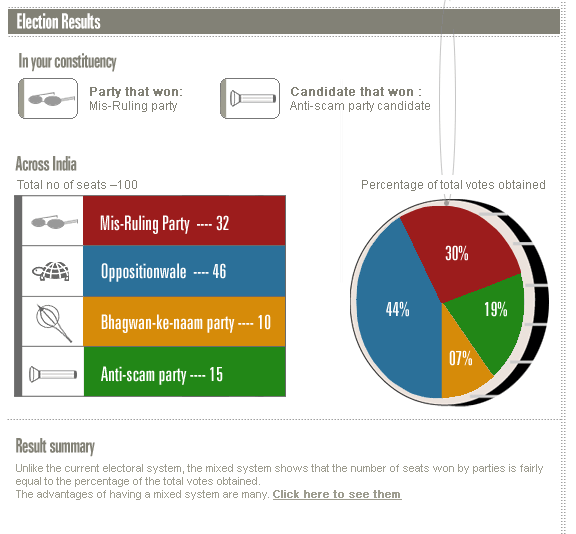 Election Results
In your constituency
Party that won:
Mis-Ruling party
Candidate that won :
Anti-scam party candidate
Across India
Total no of seats –100
Percentage of total votes obtained
Mis-Ruling Party ---- 32
Oppositionwale ---- 46
Bhagwan-ke-naam party ---- 10
Anti-scam party ---- 15
30%
19%
44%
07%
Result summary
Unlike the current electoral system, the mixed system shows that the number of seats won by parties is fairly
equal to the percentage of the total votes obtained.
The advantages of having a mixed system are many. Click here to see them